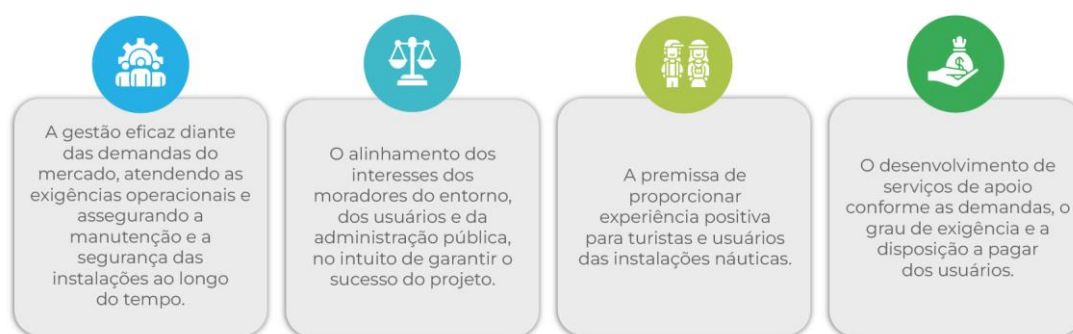 A gestão eficaz diante
das demandas do
mercado, atendendo as
exigências operacionais e
assegurando a
manutenção e a
segurança das
instalações ao longo
do tempo.
O alinhamento dos
interesses dos
moradores do entorno,
dos usuários e da
administração pública,
no intuito de garantir o
sucesso do projeto.
A premissa de
proporcionar
experiência positiva
para turistas e usuários
das instalações náuticas.
O desenvolvimento de
serviços de apoio
conforme as demandas, o
grau de exigência e a
disposição a pagar
dos usuários.